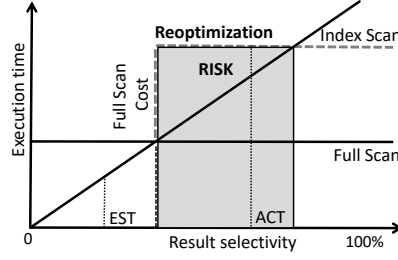 Reoptimization
Index Scan
RISK
Full Scan
Cost
Execution time
Full Scan
EST
ACT
0
Result selectivity
100%